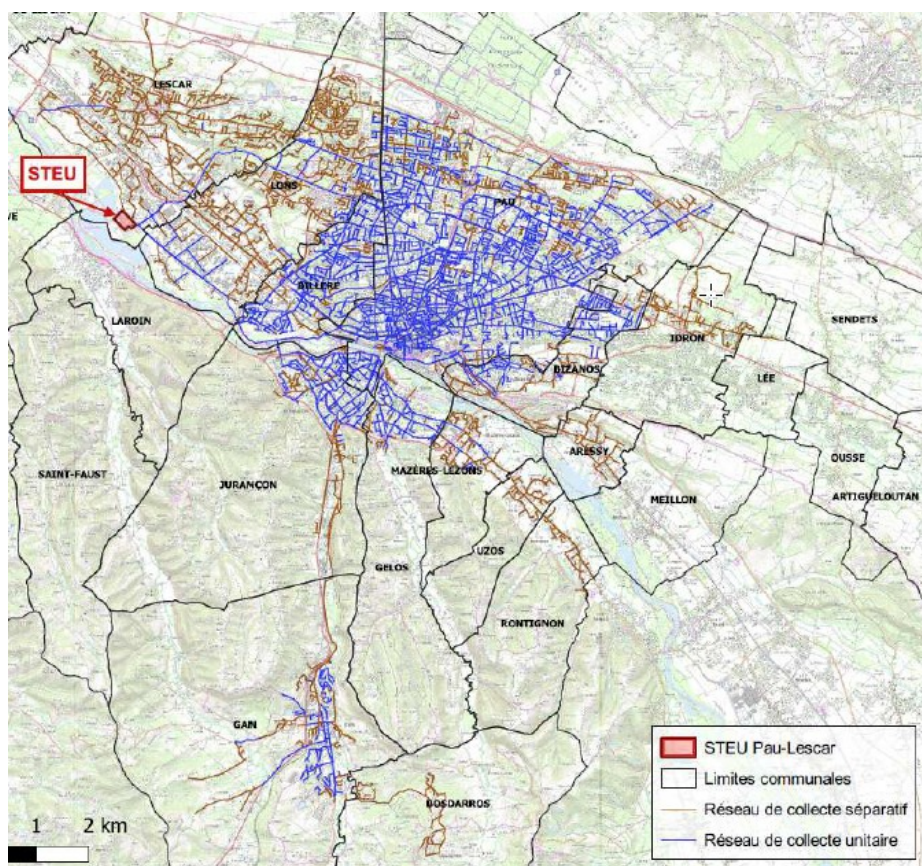 LESCAR
STEU
LONS
PAU
BILLERE
LAROIN
SENDETS
IDRON
BIZANOS
LÉE
ARESSY
OUSSE
SAINT-FAUST
JURANÇON
MAZÈRES-LEZONS
MEILLON
ARTIGUELOUTAN
GELOS
UZOS
RONTIGNON
GAN
BOSDARROS
STEU Pau-Lescar
Limites communales
Réseau de collecte séparatif
Réseau de collecte unitaire
1 2 km